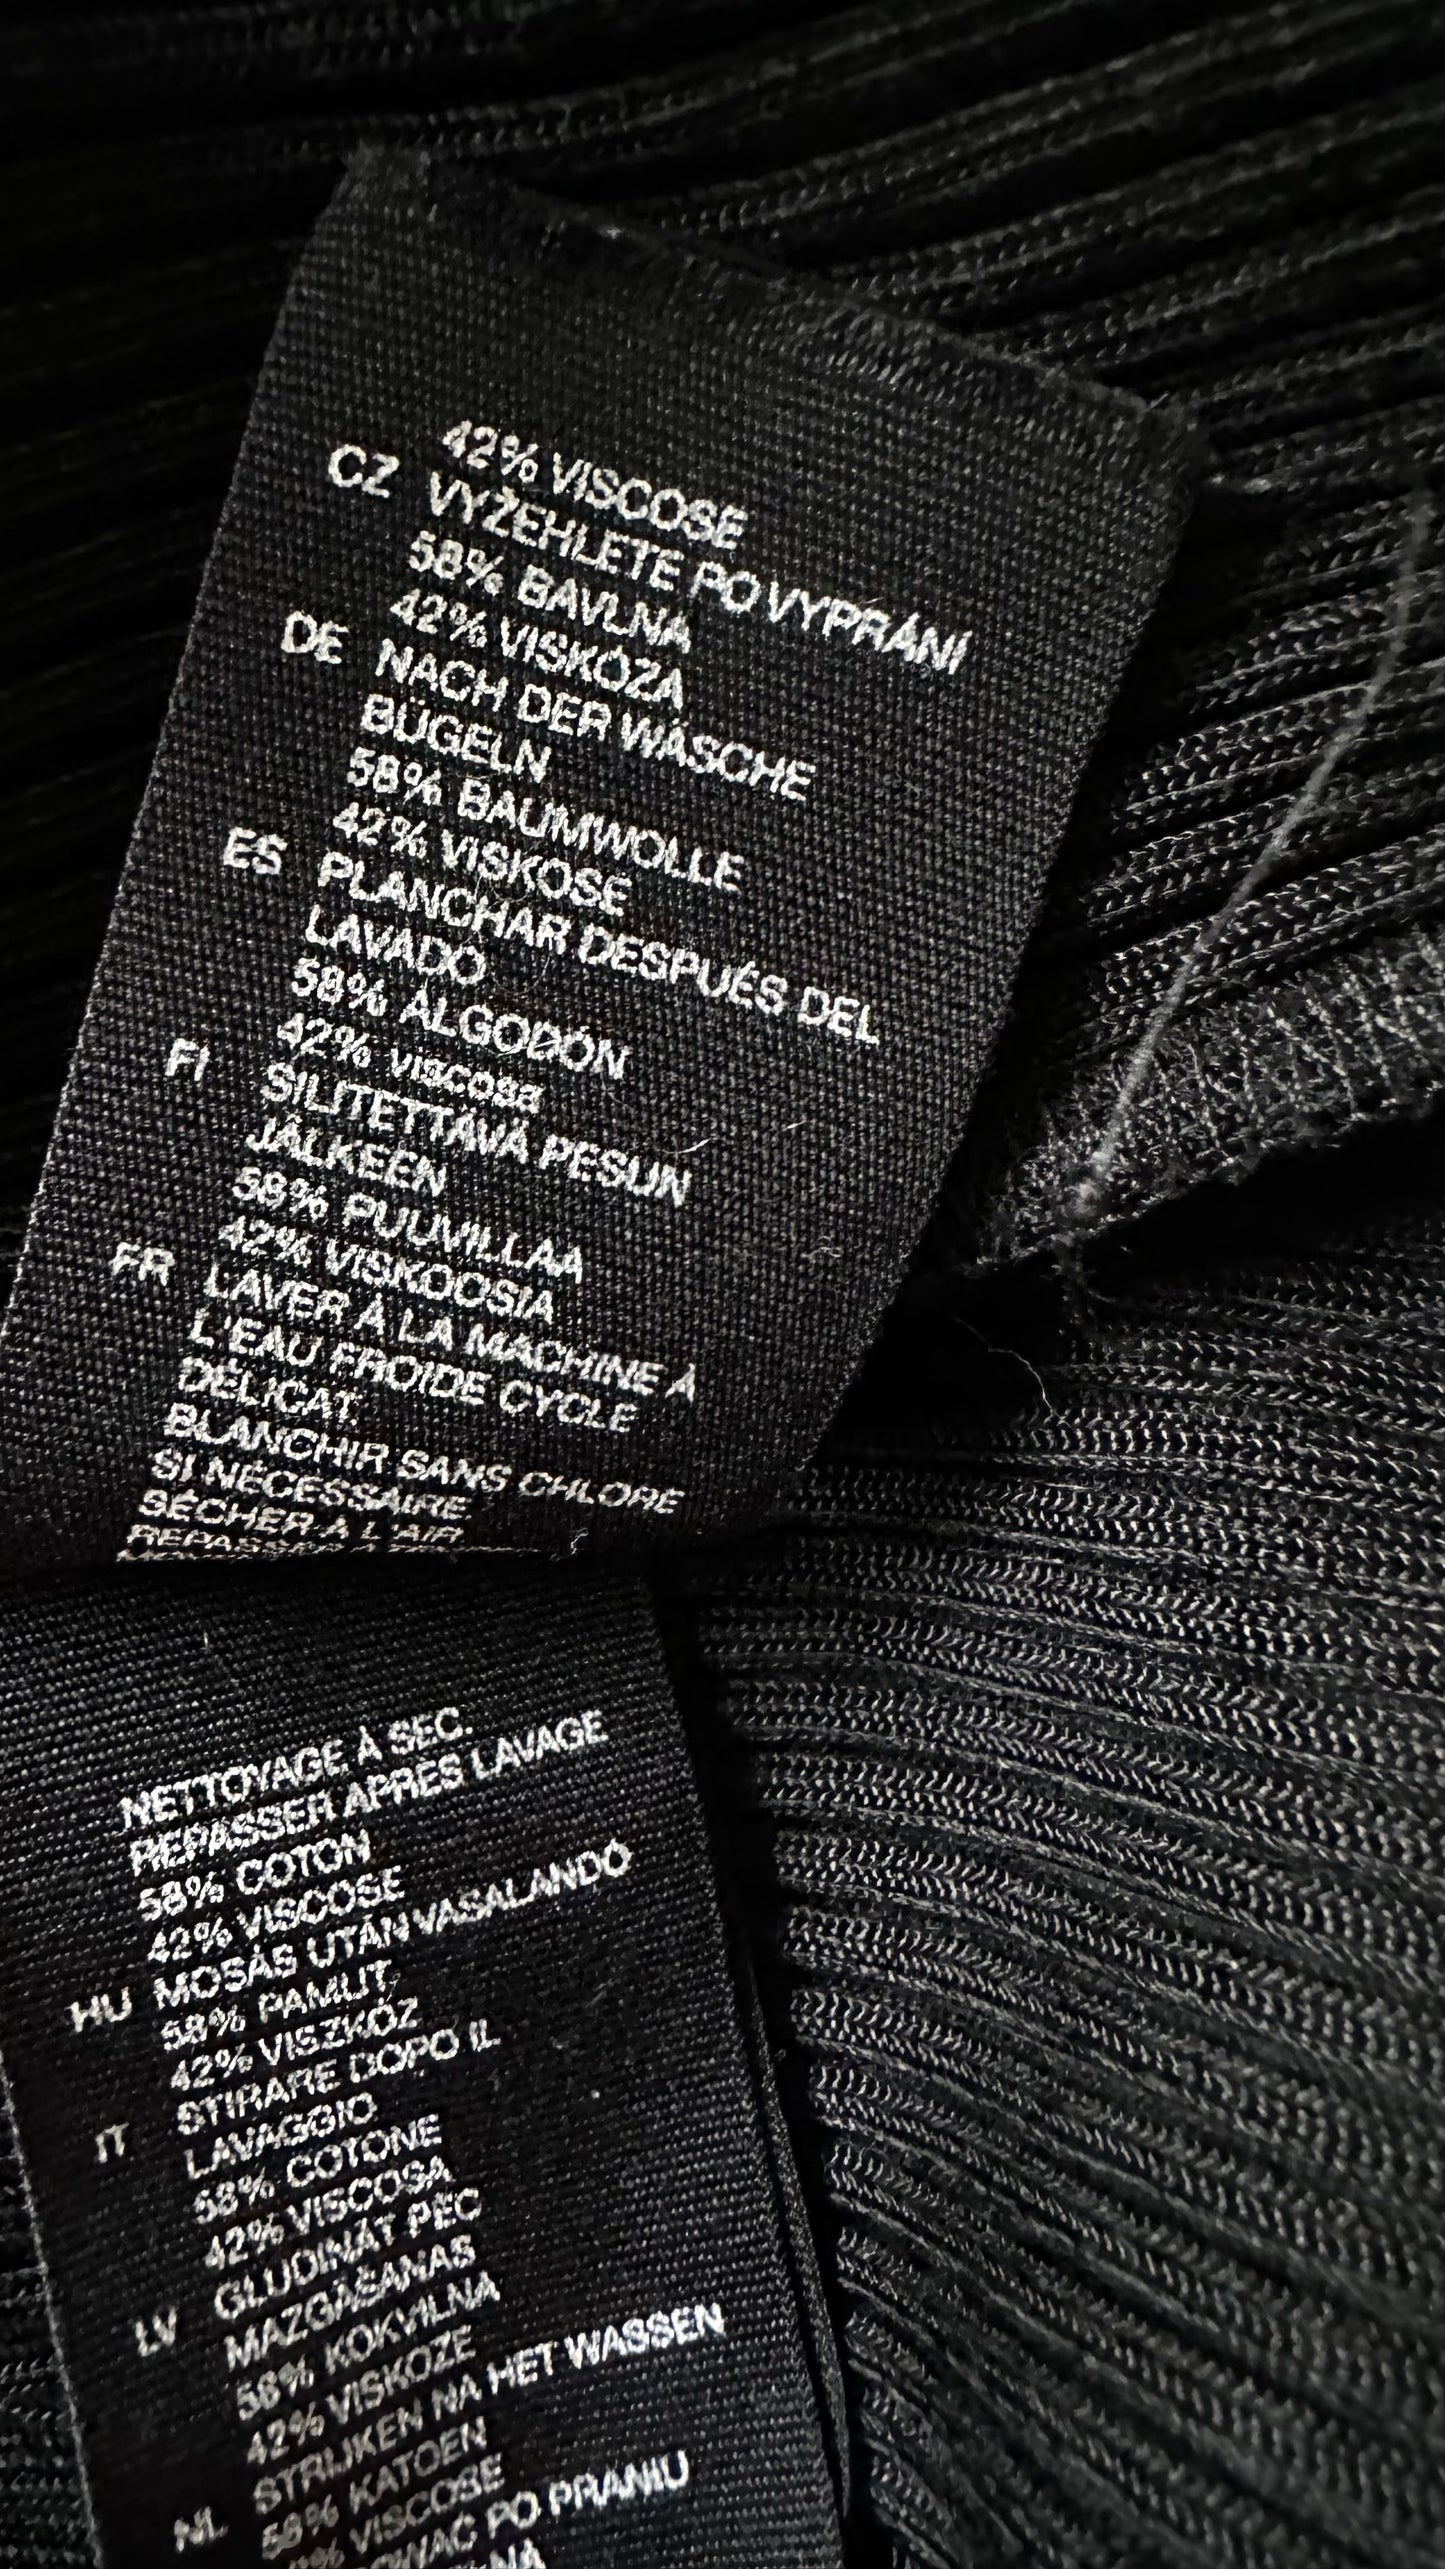 42% VISCOSE
CZ VYŽEHLETE PO VYPRÁNÍ
58% BAVLNA
42% VISKÓZA
DE NACH DER WÄSCHE
BÜGELN
58% BAUMWOLLE
42% VISKOSE
ES PLANCHAR DESPUÉS DEL
LAVADO
58% ALGODÓN
42% viscosa
FI SILITETTÄVÄ PESUN
JÄLKEEN
58% PUUVILLAA
42% VISKOOSIA
FR LAVER À LA MACHINE À
L'EAU FROIDE CYCLE
DÉLICAT.
BLANCHIR SANS CHLORE
SI NÉCESSAIRE
SÉCHER À L'AIR
NETTOYAGE À SEC.
REPASSER APRÈS LAVAGE
58% COTON
42% VISCOSE
HU MOSÁS UTÁN VASALANDÓ
58% PAMUT,
42% VISZKÓZ
IT STIRARE DOPO IL
LAVAGGIO
58% COTONE
42% VISCOSA
LV GLUDINĀT PĒC
MAZGĀŠANAS
58% KOKVILNA
42% VISKOZE
NL STRIJKEN NA HET WASSEN
58% KATOEN
VISCOSE
PO PRANIU